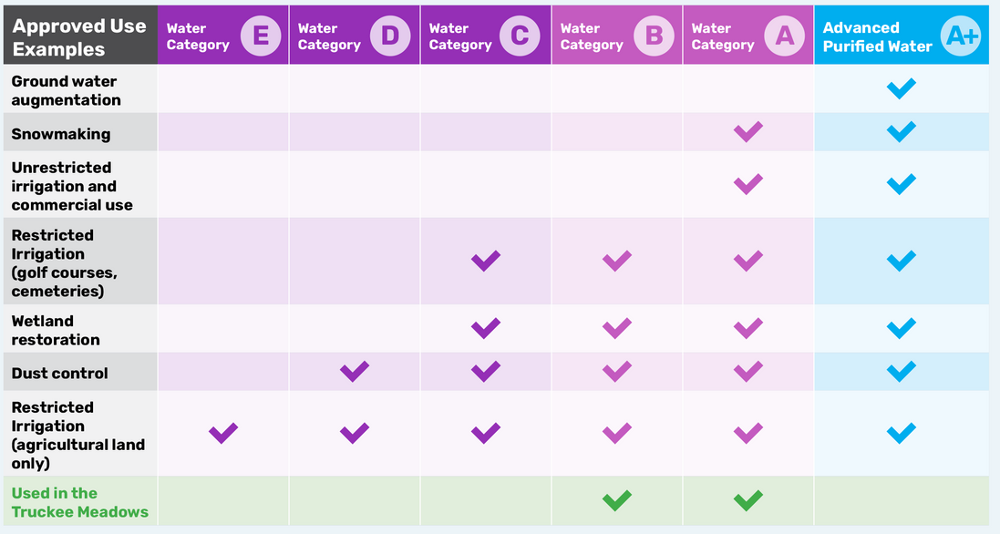 Approved Use
Examples
Water
Category
E
Water
Category
D
Water
Category
C
Water
Category
B
Water
Category
A
Advanced
Purified Water
A+
Ground water
augmentation
Snowmaking
Unrestricted
irrigation and
commercial use
Restricted
Irrigation
(golf courses,
cemeteries)
Wetland
restoration
Dust control
Restricted
Irrigation
(agricultural land
only)
Used in the
Truckee Meadows